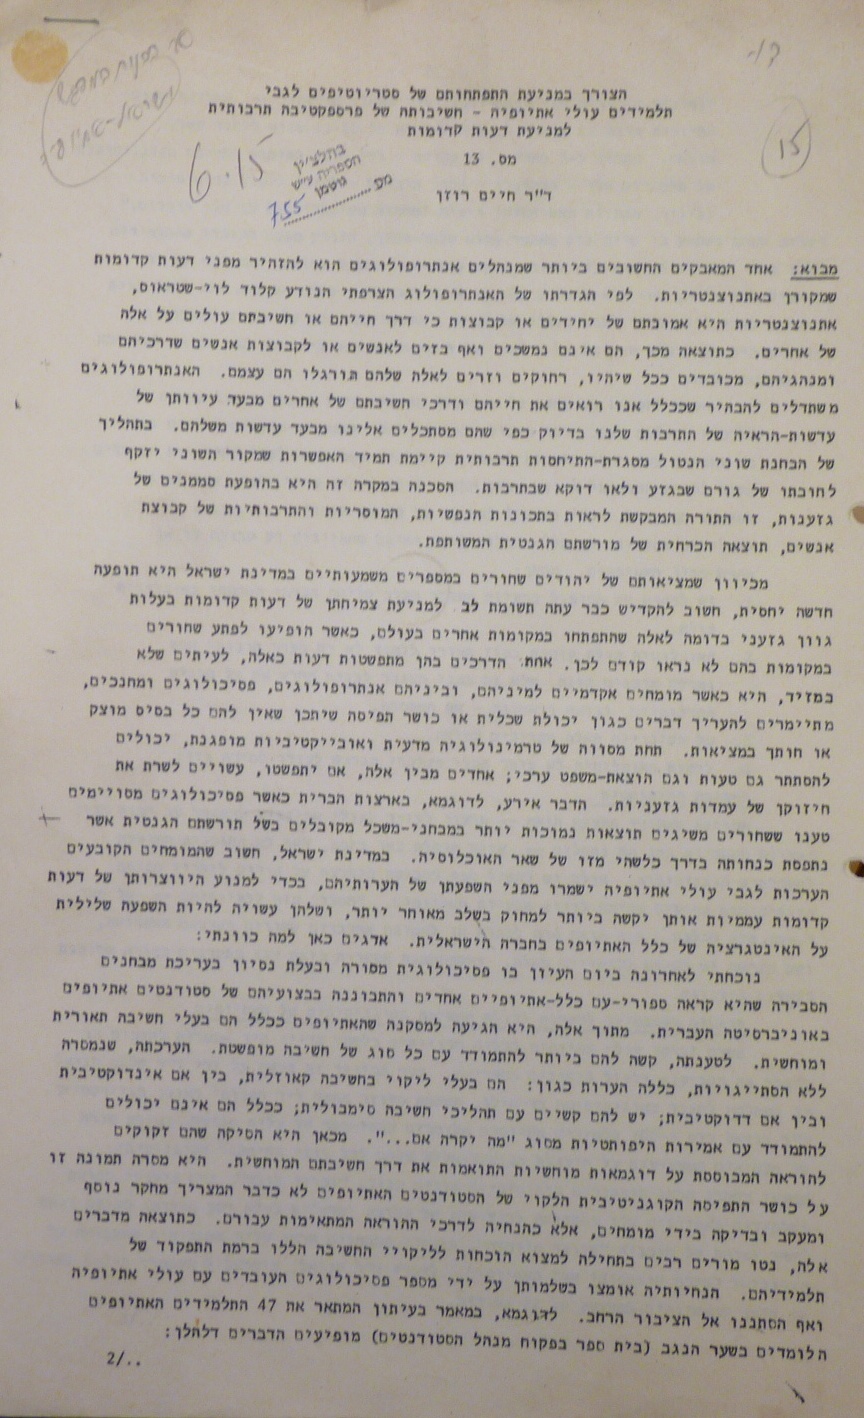 13-
15
הצורך במניעת התפתחותם של סטריוטיפים לגבי
תלמידים עולי אתיופיה - חשיבותה של פרספקטיבה תרבותית
למניעת דעות קדומות
מס. 13
6.15
הספריה ע"ש
גוטמן
מס 755
ד"ר חיים רוזן
מבוא: אחד המאבקים החשובים ביותר שמנהלים אנתרופולוגים הוא להזהיר מפני דעות קדומות
שמקורן באתנוצנטריות. לפי הגדרתו של האנתרופולוג הצרפתי הנודע קלוד לוי-שטראוס,
אתנוצנטריות היא אמונתם של יחידים או קבוצות כי דרך חייהם או חשיבתם עולים על אלה
של אחרים. כתוצאה מכך, הם אינם נמשכים ואף בזים לאנשים או לקבוצות אנשים שדרכיהם
ומנהגיהם, מכובדים ככל שיהיו, רחוקים וזרים לאלה שלהם תורגלו הם עצמם. האנתרופולוגים
משתדלים להבהיר שככלל אנו רואים את חייהם ודרכי חשיבתם של אחרים מבעד עיוותן של
עדשות-הראיה של התרבות שלנו בדיוק כפי שהם מסתכלים אלינו מבעד עדשות משלהם. בתהליך
של הבחנת שוני הנטול מסגרת-התיחסות תרבותית קיימת תמיד האפשרות שמקור השוני יזקף
לחובתו של גורם שבגזע ולאו דוקא שבתרבות. הסכנה במקרה זה היא בהופעת סממנים של
גזענות, זו התורה המבקשת לראות בתכונות הנפשיות, המוסריות והתרבותיות של קבוצת
אנשים, תוצאה הכרחית של מורשתם הגנטית המשותפת.
מכיוון שמציאותם של יהודים שחורים במספרים משמעותיים במדינת ישראל היא תופעה
חדשה יחסית, חשוב להקדיש כבר עתה תשומת לב למניעת צמיחתן של דעות קדומות בעלות
גוון גזעני בדומה לאלה שהתפתחו במקומות אחרים בעולם, כאשר הופיעו לפתע שחורים
במקומות בהם לא נראו קודם לכן. אחת הדרכים בהן מתפשטות דעות כאלה, לעיתים שלא
במזיד, היא כאשר מומחים אקדמיים למיניהם, וביניהם אנתרופולוגים, פסיכולוגים ומחנכים,
מתיימרים להעריך דברים כגון יכולת שכלית או כושר תפיסה שיתכן שאין להם כל בסיס מוצק
או חותך במציאות. תחת מסווה של טרמינולוגיה מדעית ואובייקטיביות מופגנת, יכולים
להסתתר גם טעות וגם הוצאת-משפט ערכי; אחדים מבין אלה, אם יתפשטו, עשויים לשרת את
חיזוקן של עמדות גזעניות. הדבר אירע, לדוגמא, בארצות הברית כאשר פסיכולוגים מסויימים
טענו ששחורים משיגים תוצאות נמוכות יותר במבחני-משכל מקובלים בשל תורשתם הגנטית אשר
נתפסת כנחותה בדרך כלשהי מזו של שאר האוכלוסיה. במדינת ישראל, חשוב שהמומחים הקובעים
הערכות לגבי עולי אתיופיה ישמרו מפני השפעתן של הערותיהם, בכדי למנוע היווצרותן של דעות
קדומות עממיות אותן יקשה ביותר למחוק בשלב מאוחר יותר, ושלהן עשויה להיות השפעה שלילית
על האינטגרציה של כלל האתיופים בחברה הישראלית. אדגים כאן למה כוונתי:
נוכחתי לאחרונה ביום העיון בו פסיכולוגית מסורה ובעלת נסיון בעריכת מבחנים
הסבירה שהיא קראה ספורי-עם כלל-אתיופיים אחדים והתבוננה בבצועיהם של סטודנטים אתיופים
באוניברסיטה העברית. מתוך אלה, היא הגיעה למסקנה שהאתיופים ככלל הם בעלי חשיבה תאורית
ומוחשית. לטענתה, קשה להם ביותר להתמודד עם כל סוג של חשיבה מופשטת. הערכתה, שנמסרה
ללא הסתייגויות, כללה הערות כגון: הם בעלי ליקוי בחשיבה קאוזלית, בין אם אינדוקטיבית
ובין אם דדוקטיבית; יש להם קשיים עם תהליכי חשיבה סימבולית; ככלל הם אינם יכולים
להתמודד עם אמירות היפותטיות מסוג "מה יקרה אם...". מכאן היא הסיקה שהם זקוקים
להוראה המבוססת על דוגמאות מוחשיות התואמות את דרך חשיבתם המוחשית. היא מסרה תמונה זו
על כושר התפיסה הקוגניטיבית הלקוי של הסטודנטים האתיופים לא כדבר המצריך מחקר נוסף
ומעקב ובדיקה בידי מומחים, אלא כהנחיה לדרכי ההוראה המתאימות עבורם. כתוצאה מדברים
אלה, נטו מורים רבים בתחילה למצוא הוכחות לליקויי החשיבה הללו ברמת התפקוד של
תלמידיהם. הנחיותיה אומצו בשלמותן על ידי מספר פסיכולוגים העובדים עם עולי אתיופיה
ואף הסתננו אל הציבור הרחב. לדוגמא, במאמר בעיתון המתאר את 47 התלמידים האתיופים
הלומדים בשער הנגב (בית ספר בפקוח מנהל הסטודנטים) מופיעים הדברים דלהלן:
2/..